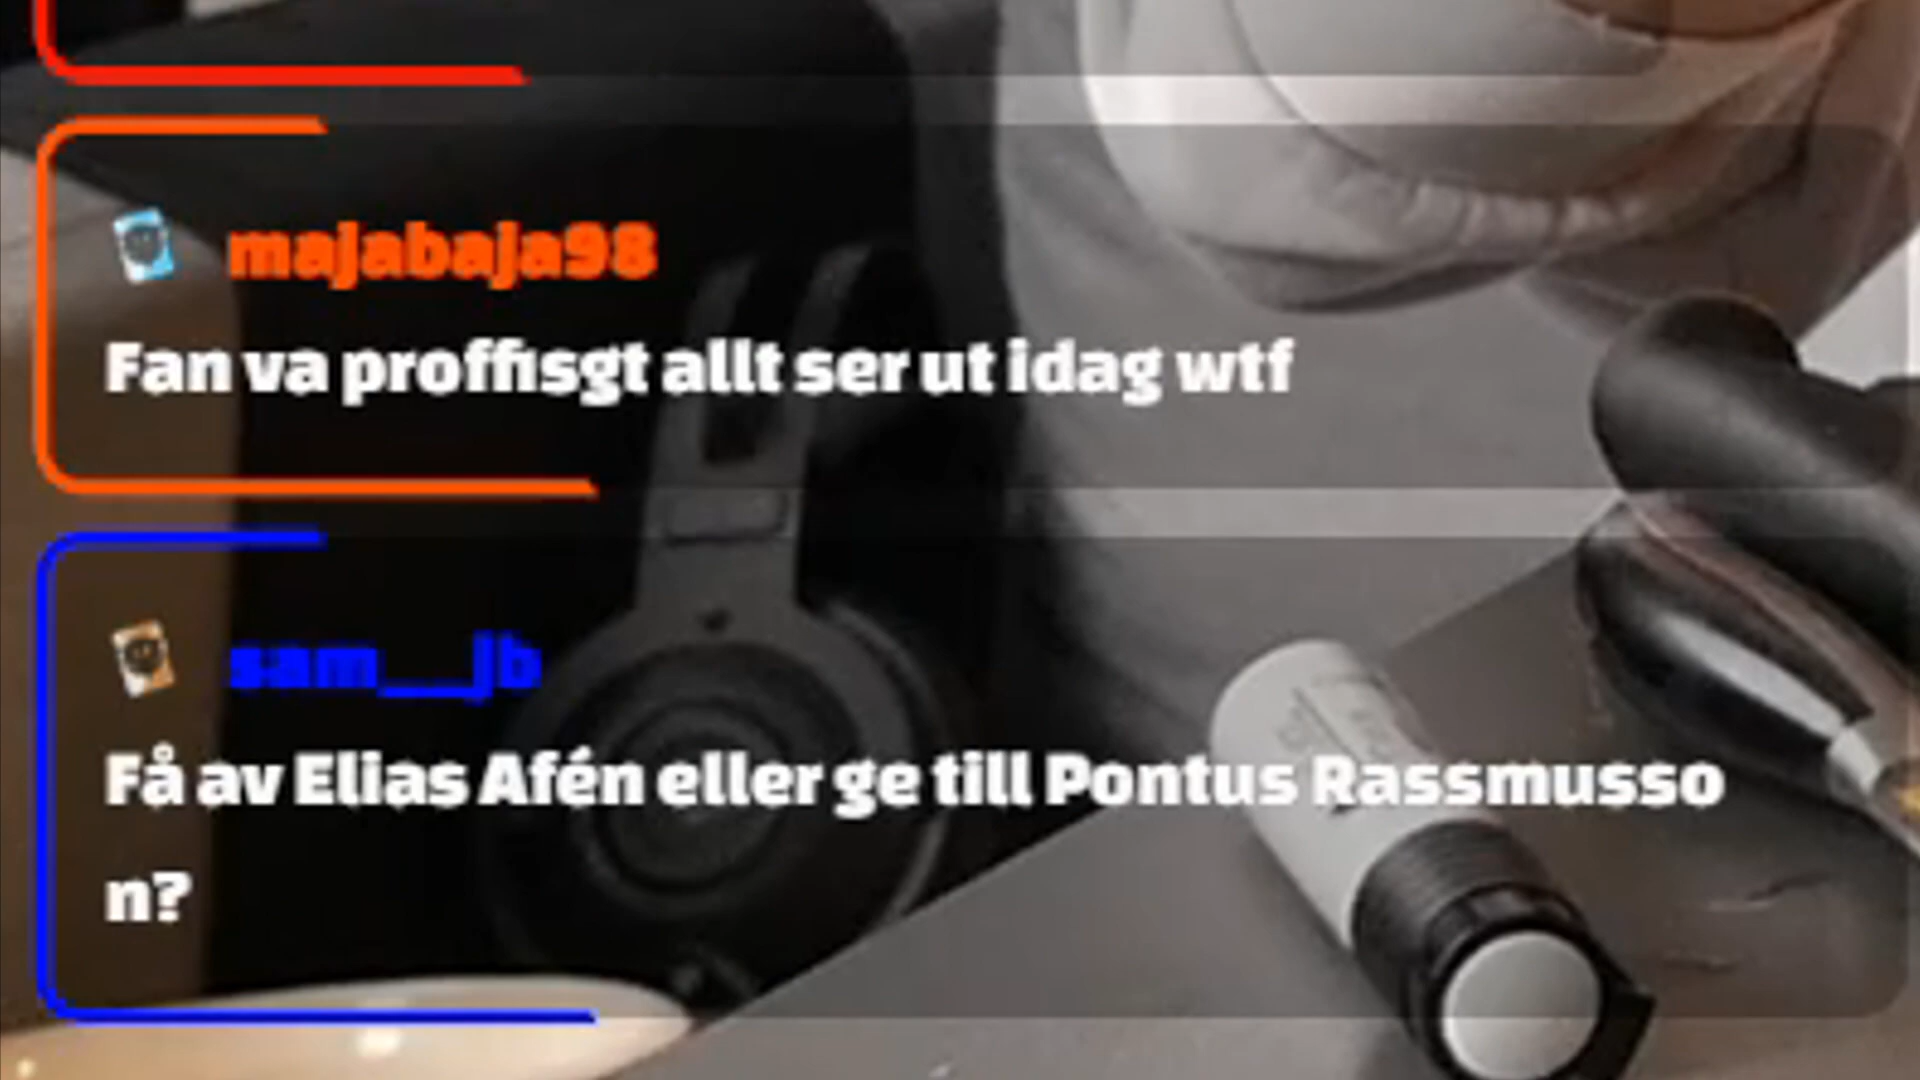 majabaja98
Fan va proffisgt allt ser ut idag wtf
sam__jb
Få av Elias Afén eller ge till Pontus Rassmusso
n?